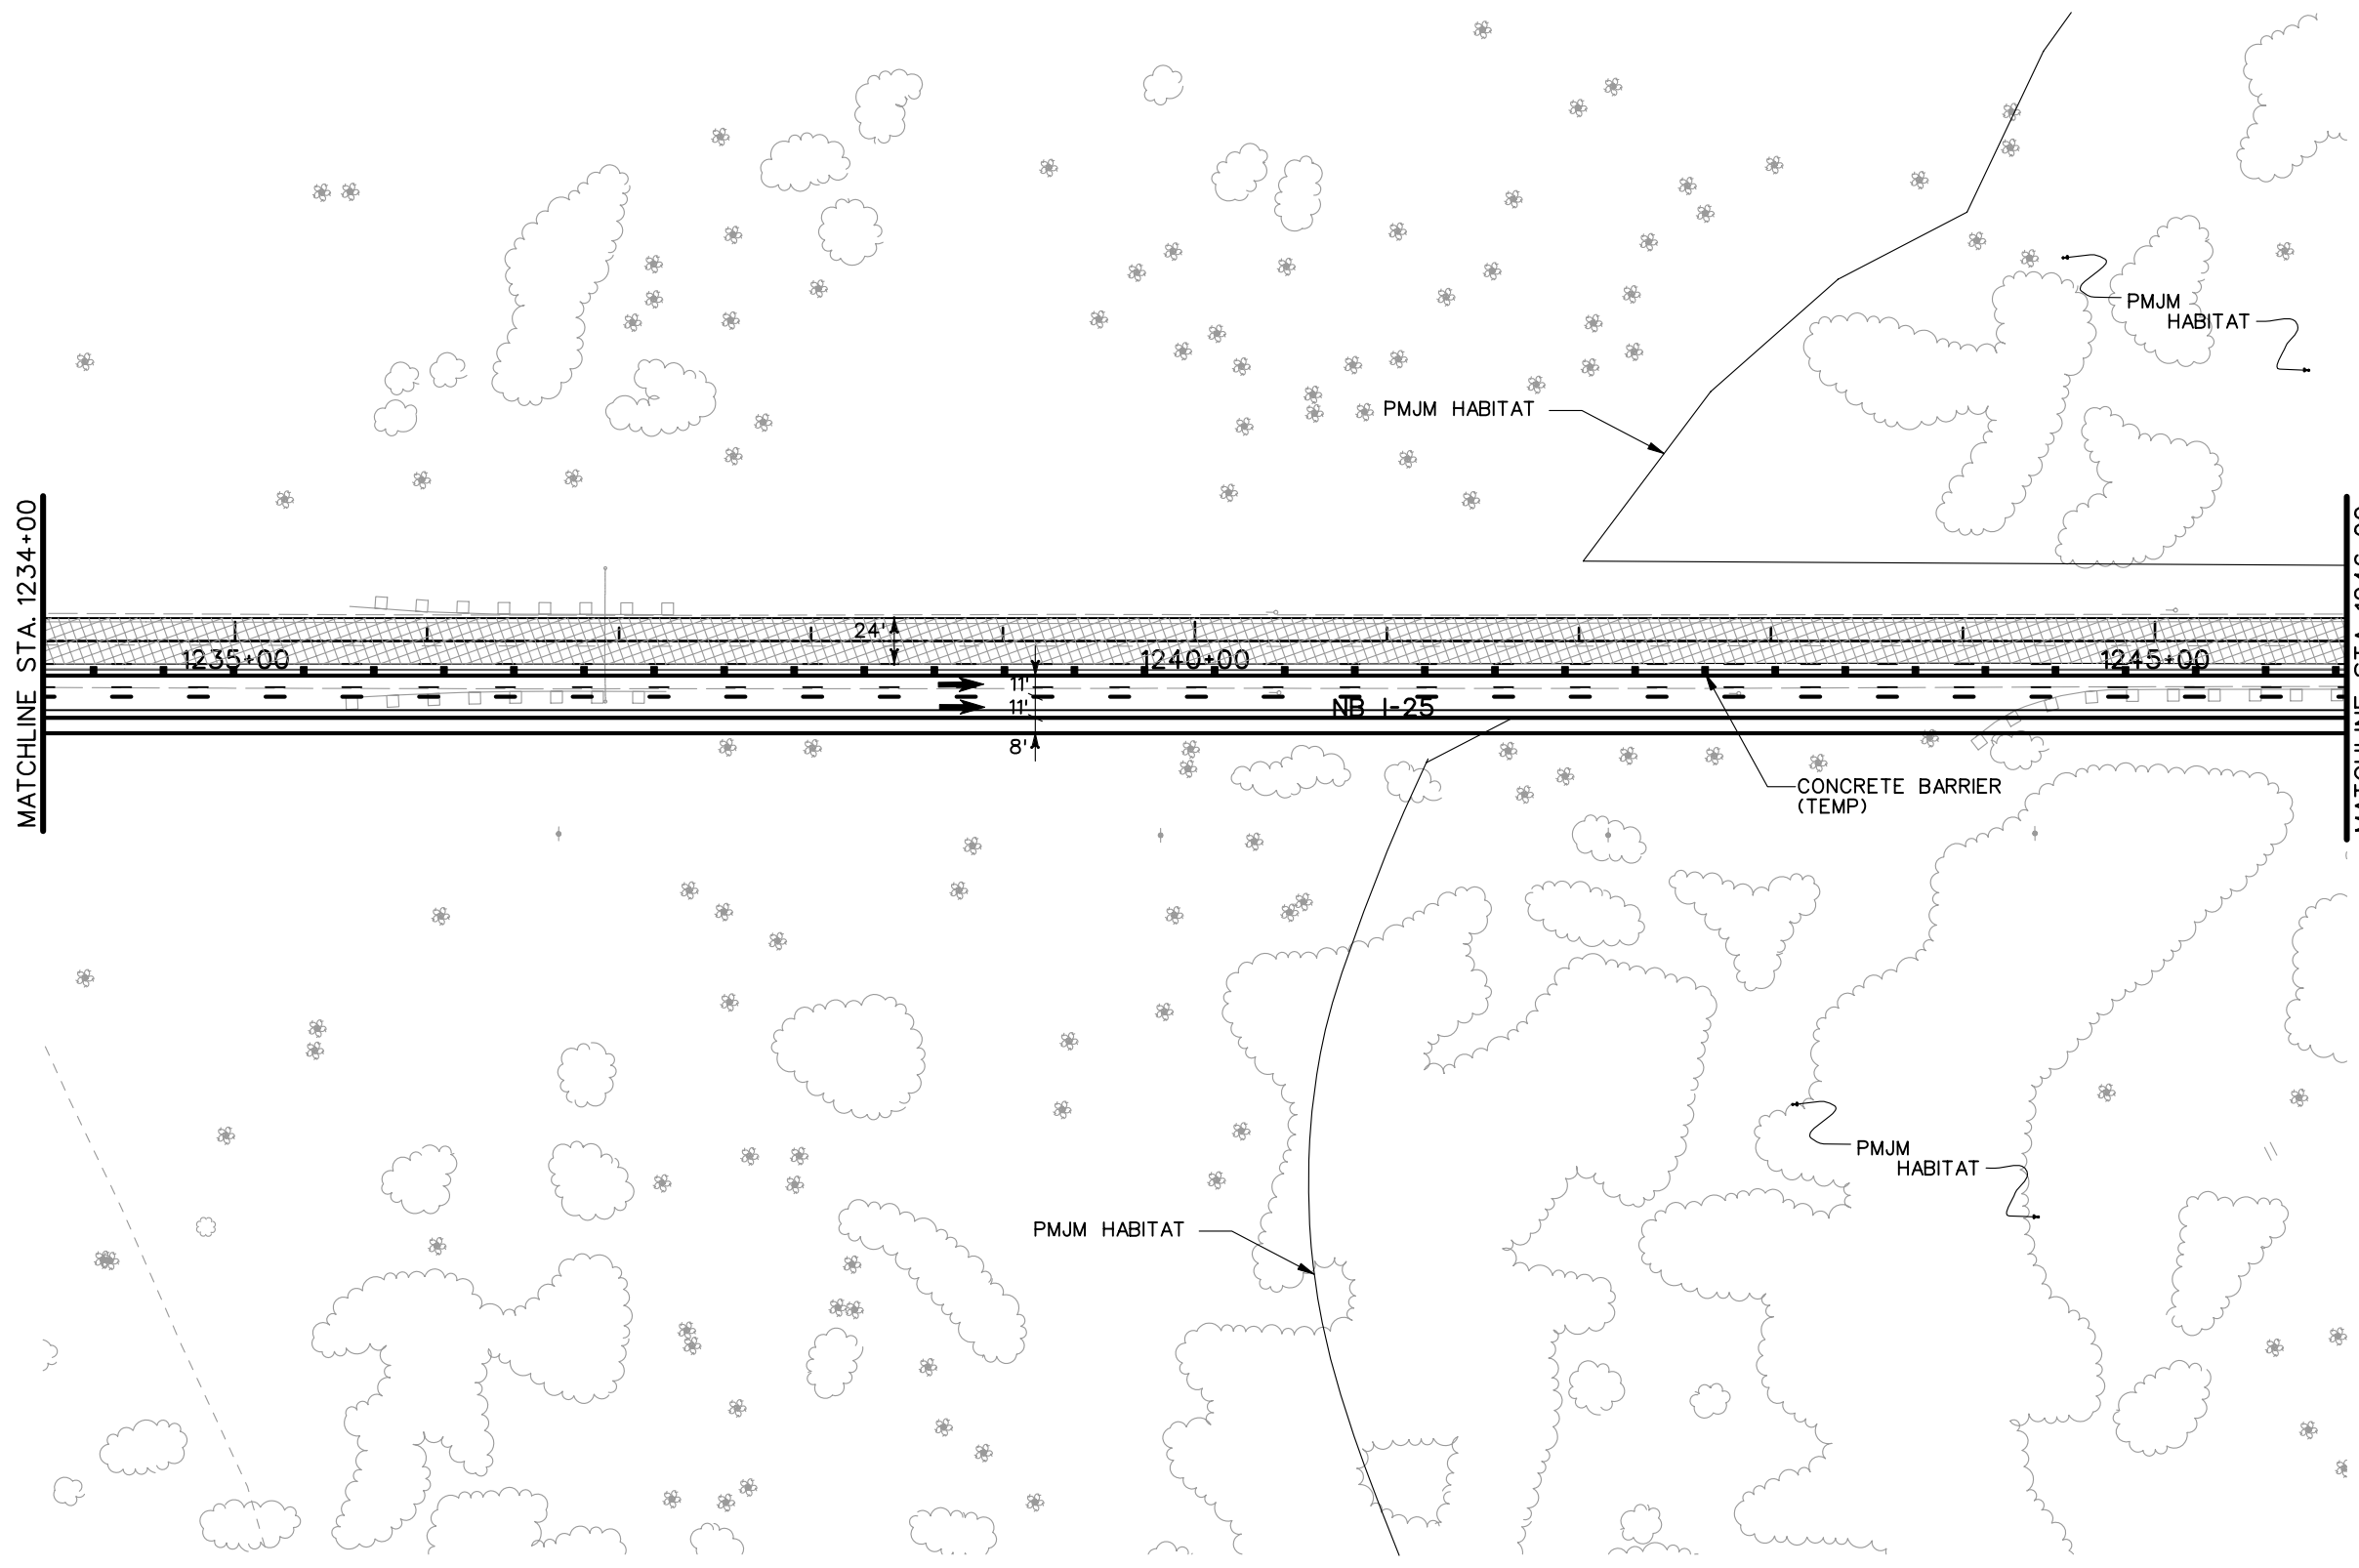 PMJM
HABITAT
PMJM HABITAT
MATCHLINE STA. 1234+00
24'
1235+00
1240+00
1245+00
11'
11'
NB I-25
8'
CONCRETE BARRIER
(TEMP)
PMJM
HABITAT
PMJM HABITAT